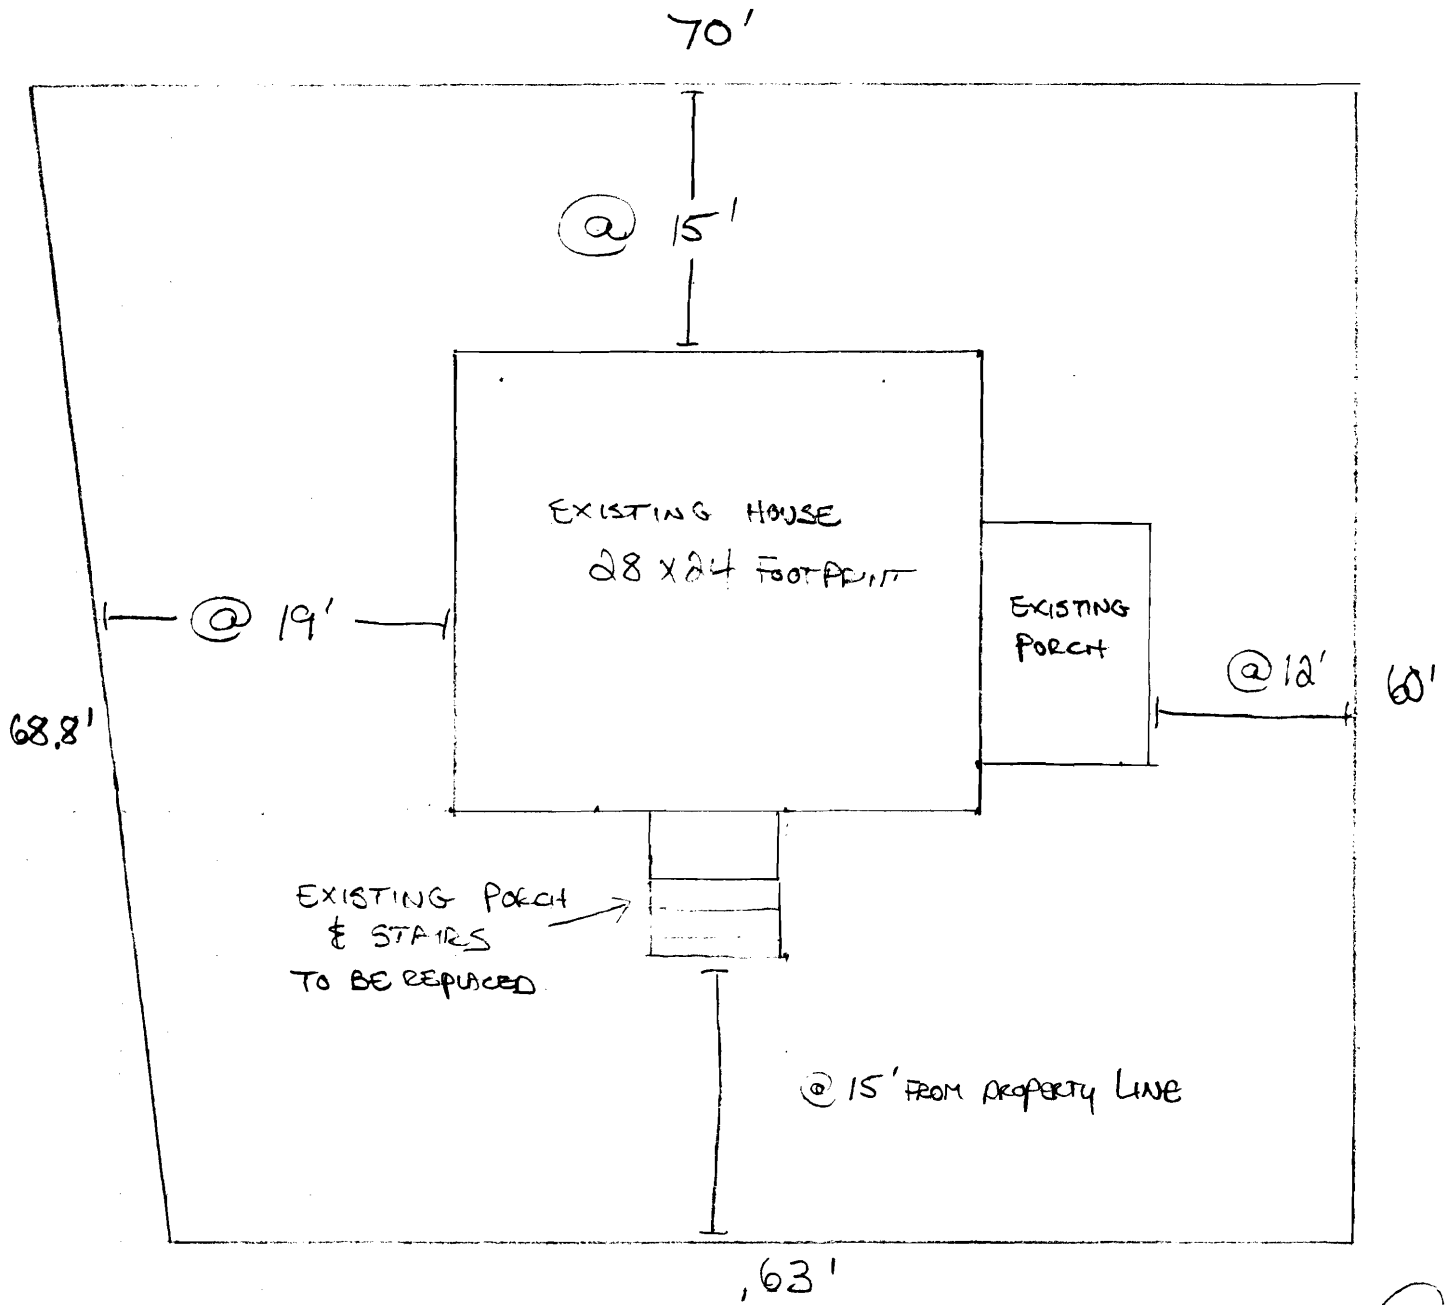 70'
@ 15'
EXISTING HOUSE
28 X 24 FOOTPRINT
EXISTING
PORCH
@ 19'
@ 12'
60'
68.8'
EXISTING PORCH
& STAIRS
TO BE REPLACED
@ 15' FROM PROPERTY LINE
63'